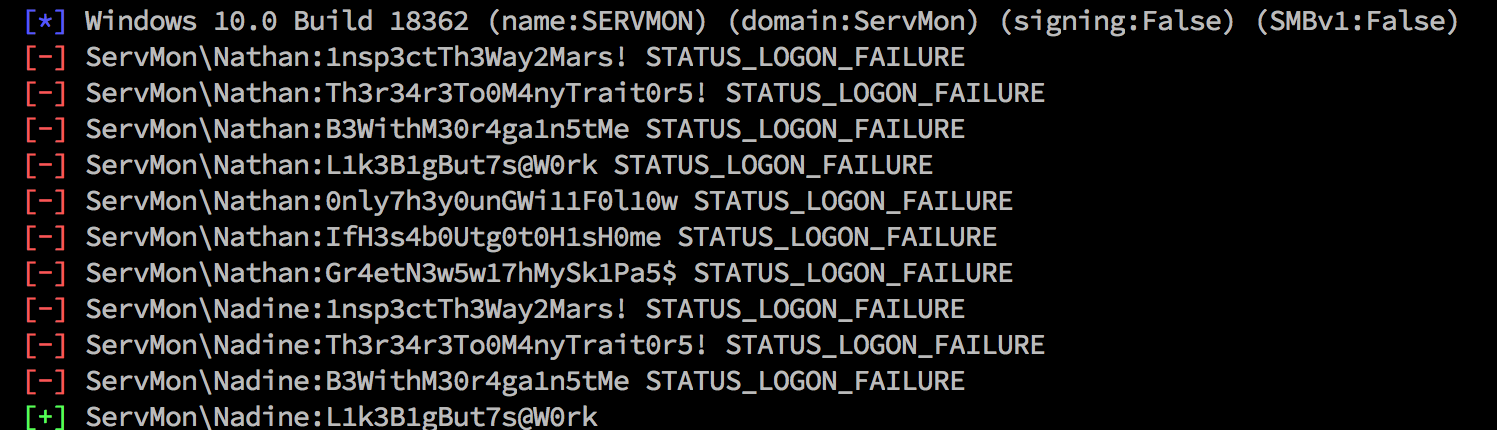 [*] Windows 10.0 Build 18362 (name:SERVMON) (domain:ServMon) (signing:False) (SMBv1:False)
[-] ServMon\Nathan:1nsp3ctTh3Way2Mars! STATUS_LOGON_FAILURE
[-] ServMon\Nathan:Th3r34r3To0M4nyTrait0r5! STATUS_LOGON_FAILURE
[-] ServMon\Nathan:B3WithM30r4ga1n5tMe STATUS_LOGON_FAILURE
[-] ServMon\Nathan:L1k3B1gBut7s@W0rk STATUS_LOGON_FAILURE
[-] ServMon\Nathan:0nly7h3y0unGWi11F0l10w STATUS_LOGON_FAILURE
[-] ServMon\Nathan:IfH3s4b0Utg0t0H1sH0me STATUS_LOGON_FAILURE
[-] ServMon\Nathan:Gr4etN3w5w17hMySk1Pa5$ STATUS_LOGON_FAILURE
[-] ServMon\Nadine:1nsp3ctTh3Way2Mars! STATUS_LOGON_FAILURE
[-] ServMon\Nadine:Th3r34r3To0M4nyTrait0r5! STATUS_LOGON_FAILURE
[-] ServMon\Nadine:B3WithM30r4ga1n5tMe STATUS_LOGON_FAILURE
[+] ServMon\Nadine:L1k3B1gBut7s@W0rk